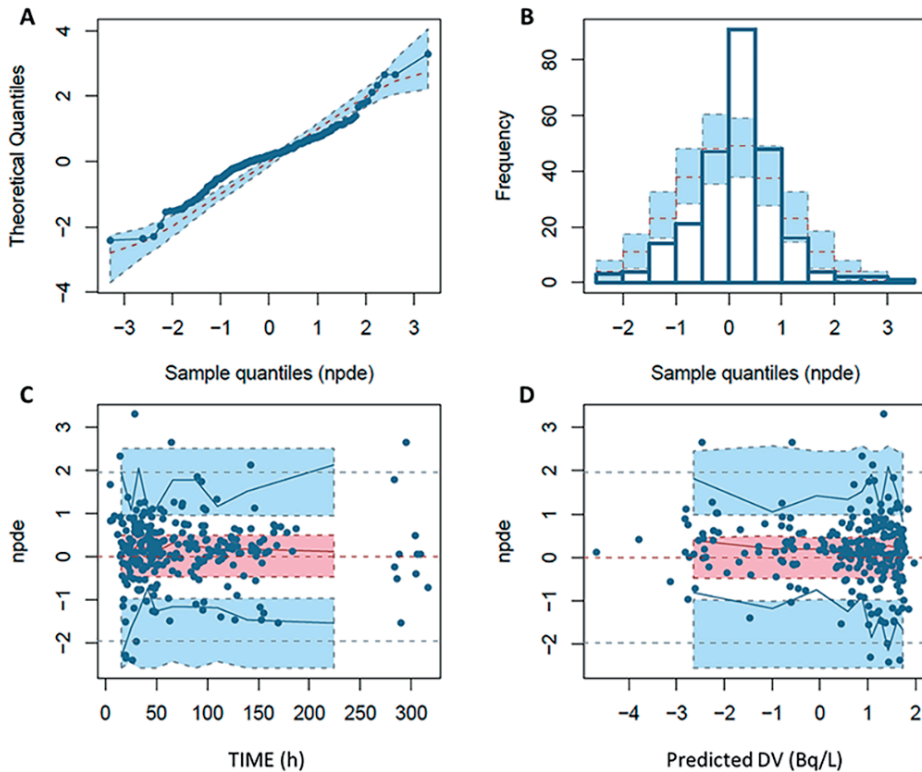 A
Theoretical Quantiles
4
2
0
−2
−4
−3 −2 −1 0 1 2 3
Sample quantiles (npde)
B
Frequency
80
60
40
20
0
−2 −1 0 1 2 3
Sample quantiles (npde)
C
npde
3
2
1
0
−1
−2
0 50 100 150 200 250 300
TIME (h)
D
npde
3
2
1
0
−1
−2
−4 −3 −2 −1 0 1 2
Predicted DV (Bq/L)